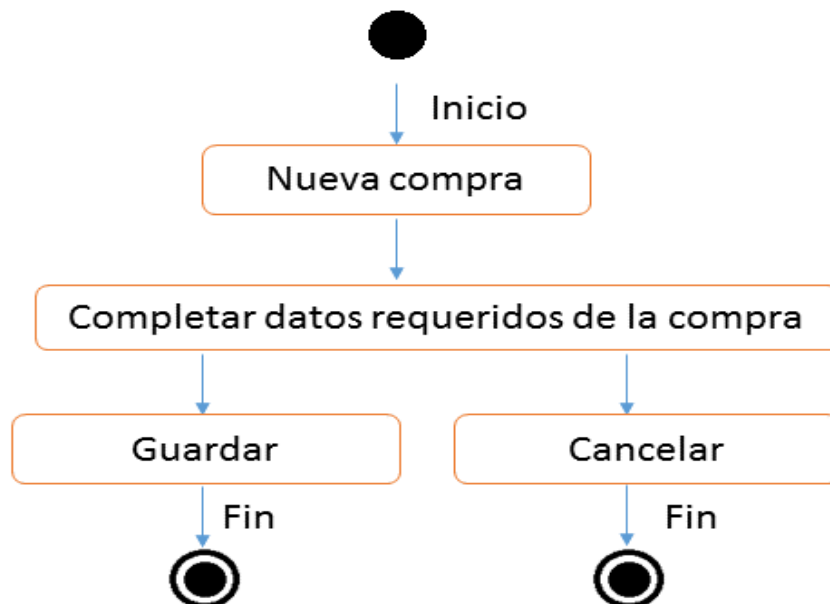 Inicio
Nueva compra
Completar datos requeridos de la compra
Guardar
Cancelar
Fin
Fin